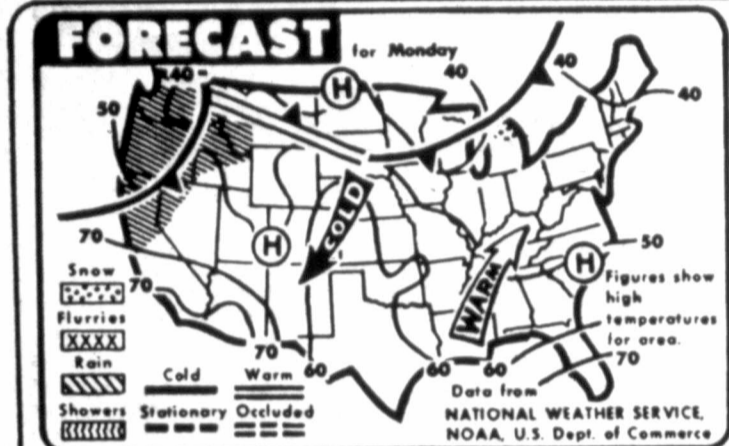 FORECAST for Monday
40
50
40
40
40
H
COLD
H
WARM
H
50
70
70
Snow
Flurries
XXXX
Rain
Showers
Cold Warm
Stationary Occluded
70
60
60
60
70
Figures show
high
temperatures
for area.
Data from
NATIONAL WEATHER SERVICE,
NOAA, U.S. Dept. of Commerce